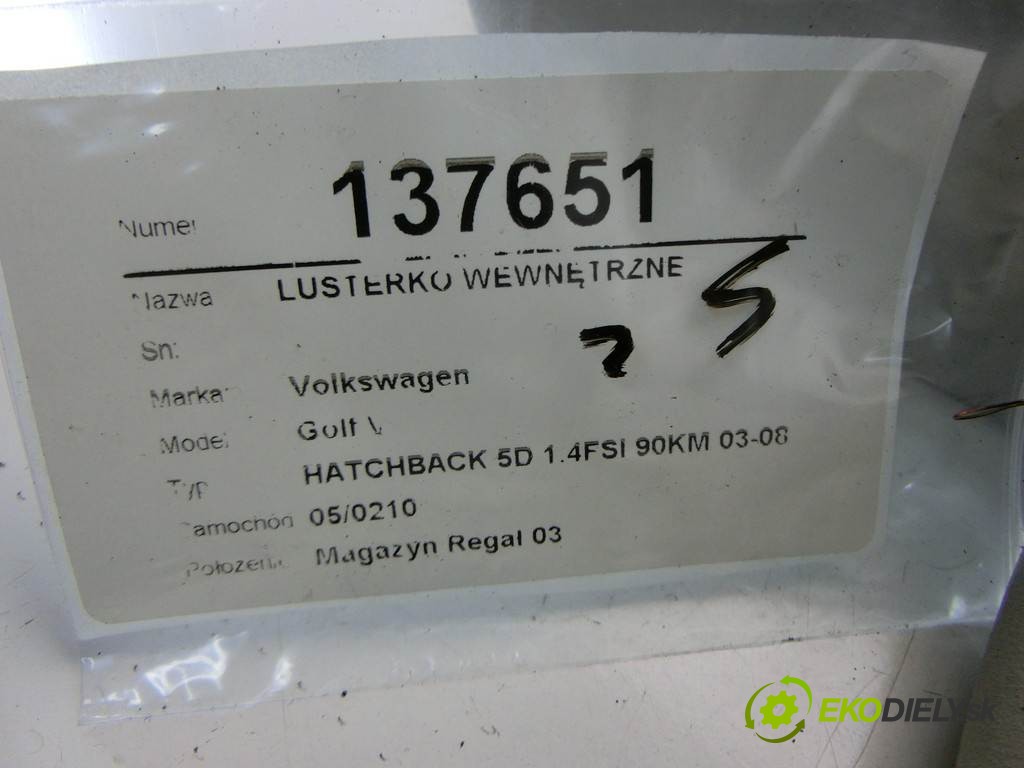 Numer 137651
Nazwa LUSTERKO WEWNĘTRZNE
Sn:
Marka Volkswagen
Model Golf V
Typ HATCHBACK 5D 1.4FSI 90KM 03-08
Samochód 05/0210
Położenie Magazyn Regał 03
EKODIELY.sk